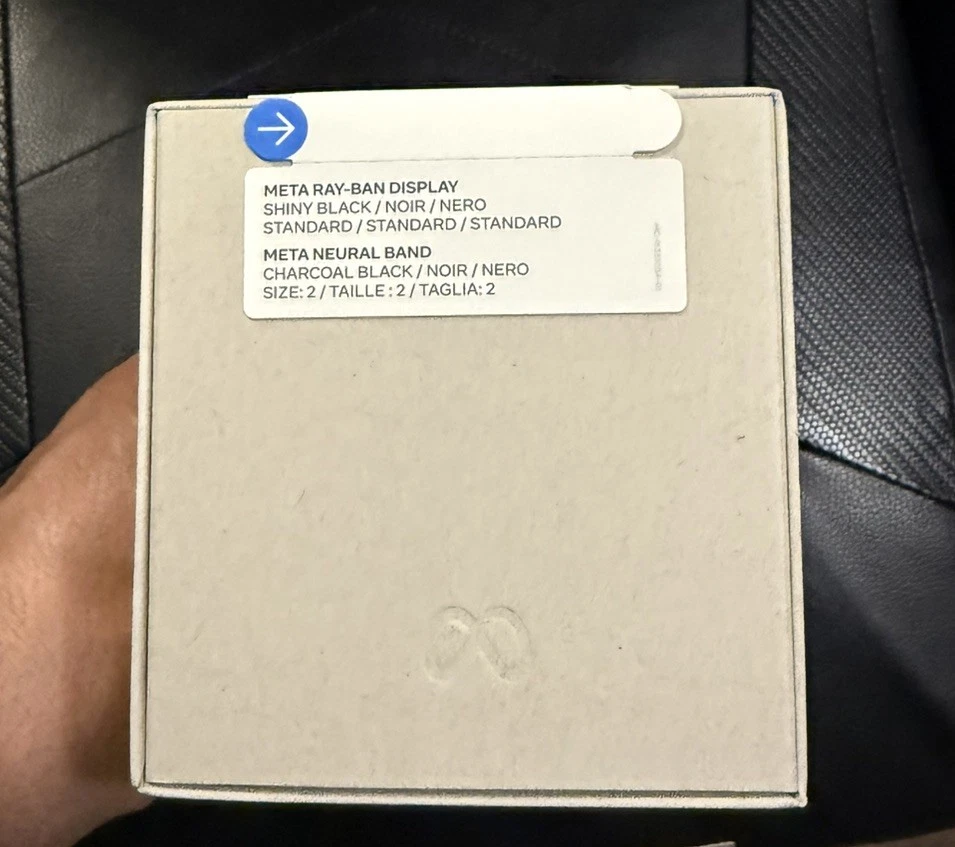 META RAY-BAN DISPLAY
SHINY BLACK / NOIR / NERO
STANDARD / STANDARD / STANDARD
META NEURAL BAND
CHARCOAL BLACK / NOIR / NERO
SIZE: 2 / TAILLE : 2 / TAGLIA: 2